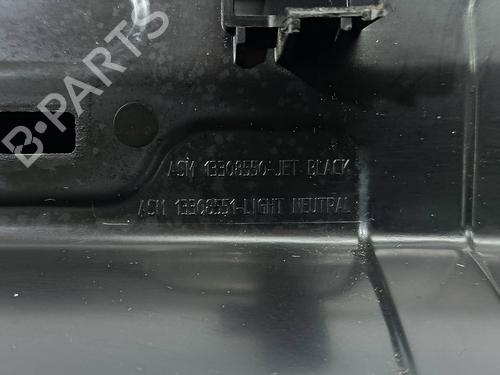 B-PARTS
ASM 13308550-JET BLACK
ASM 13308551-LIGHT NEUTRAL